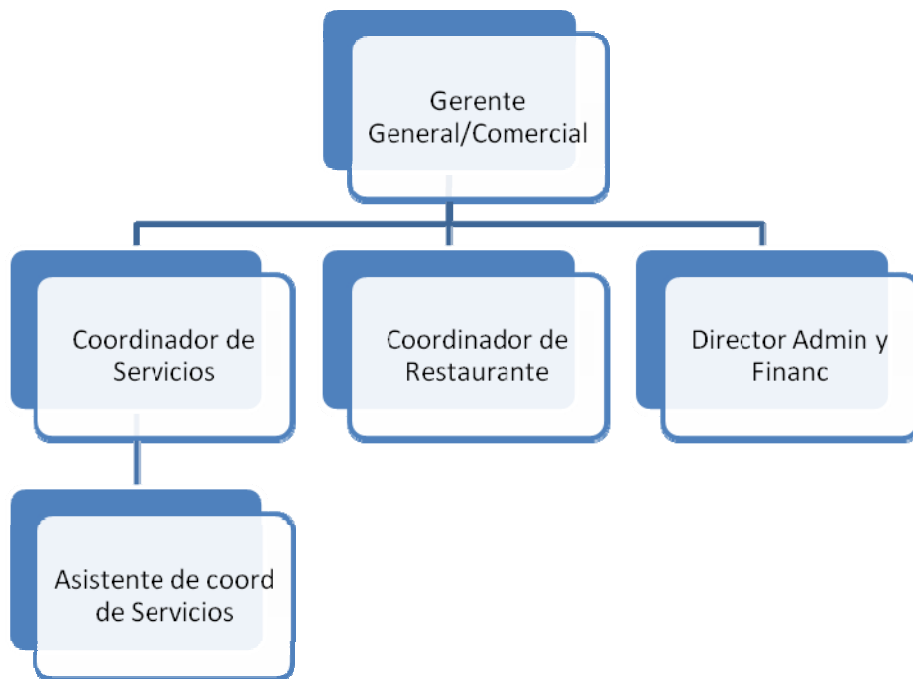 Gerente
General/Comercial
Coordinador de
Servicios
Coordinador de
Restaurante
Director Admin y
Financ
Asistente de coord
de Servicios